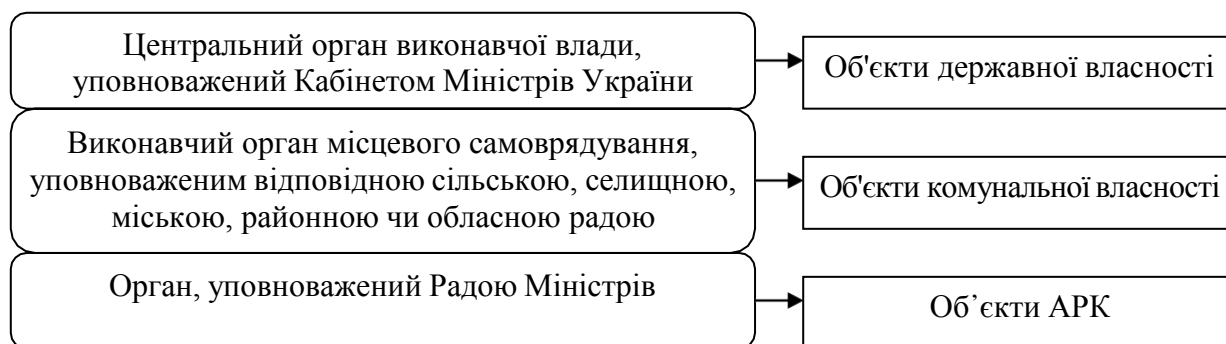 Центральний орган виконавчої влади,
уповноважений Кабінетом Міністрів України
Об'єкти державної власності
Виконавчий орган місцевого самоврядування,
уповноваженим відповідною сільською, селищною,
міською, районною чи обласною радою
Об'єкти комунальної власності
Орган, уповноважений Радою Міністрів
Об’єкти АРК